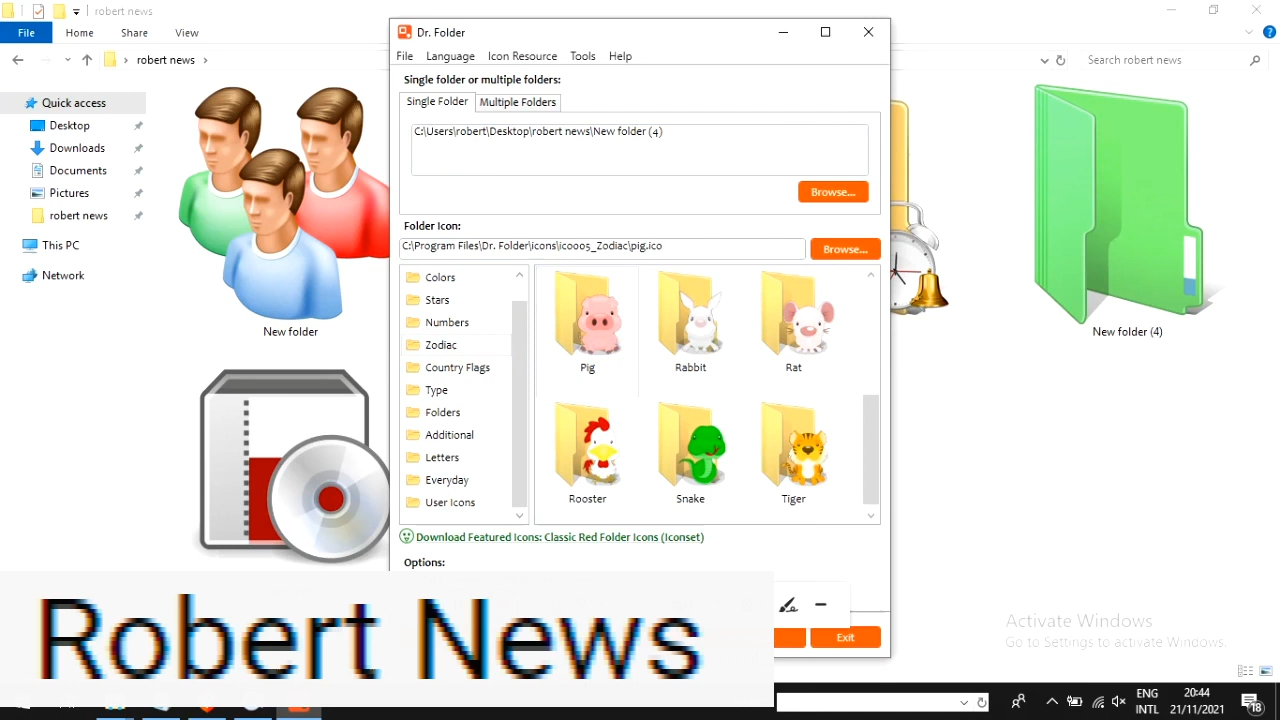 robert news
File
Home
Share
View
robert news
Search robert news
Quick access
Desktop
Downloads
Documents
Pictures
robert news
This PC
Network
New folder
New folder (4)
Dr. Folder
File Language Icon Resource Tools Help
Single folder or multiple folders:
Single Folder Multiple Folders
C:\Users\robert\Desktop\robert news\New folder (4)
Browse...
Folder Icon:
C:\Program Files\Dr. Folder\icons\ico005_Zodiac\pig.ico
Browse...
Colors
Stars
Numbers
Zodiac
Country Flags
Type
Folders
Additional
Letters
Everyday
User Icons
Pig Rabbit Rat
Rooster Snake Tiger
Download Featured Icons: Classic Red Folder Icons (Iconset)
Options:
Exit
Robert News
Activate Windows
Go to Settings to activate Windows.
ENG
INTL
20:44
21/11/2021
18